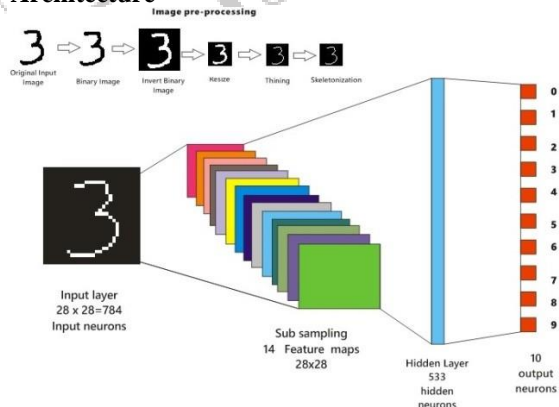 Architecture
Image pre-processing
3 3 3 3 3 3
Original Input
Image
Binary Image
Invert Binary
Image
Resize
Thining
Skeletonization
3
Input layer
28 x 28=784
Input neurons
Sub sampling
14 Feature maps
28x28
Hidden Layer
533
hidden
neurons
0
1
2
3
4
5
6
7
8
9
10
output
neurons